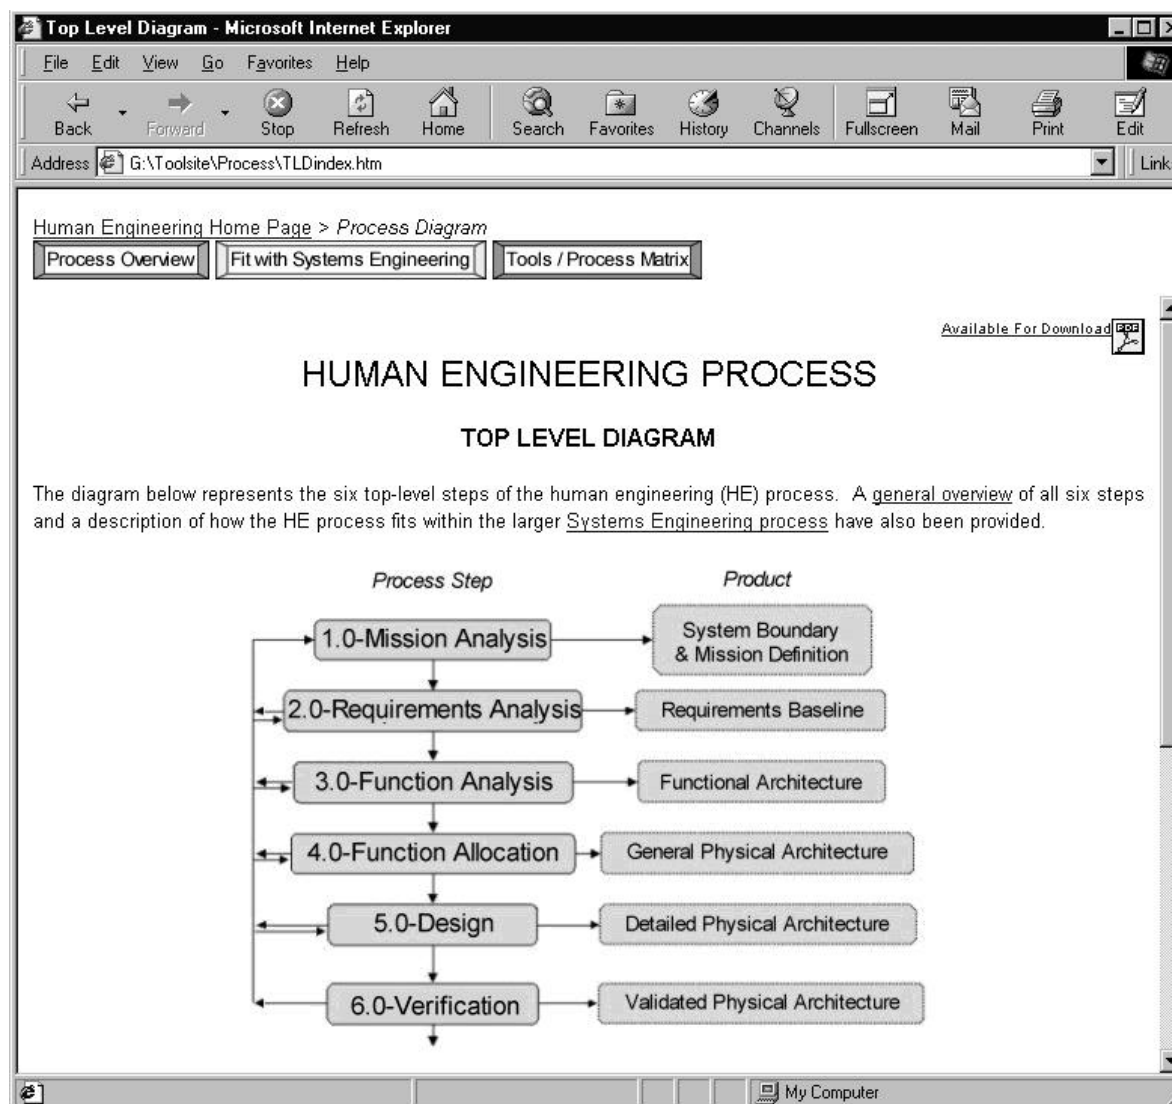 Top Level Diagram - Microsoft Internet Explorer
File Edit View Go Favorites Help
Back Forward Stop Refresh Home Search Favorites History Channels Fullscreen Mail Print Edit
Address G:\Toolsite\Process\TLDindex.htm Link
Human Engineering Home Page > Process Diagram
Process Overview Fit with Systems Engineering Tools / Process Matrix
Available For Download PDF
HUMAN ENGINEERING PROCESS
TOP LEVEL DIAGRAM
The diagram below represents the six top-level steps of the human engineering (HE) process. A general overview of all six steps
and a description of how the HE process fits within the larger Systems Engineering process have also been provided.
Process Step Product
1.0-Mission Analysis
System Boundary
& Mission Definition
2.0-Requirements Analysis Requirements Baseline
3.0-Function Analysis Functional Architecture
4.0-Function Allocation General Physical Architecture
5.0-Design Detailed Physical Architecture
6.0-Verification Validated Physical Architecture
My Computer